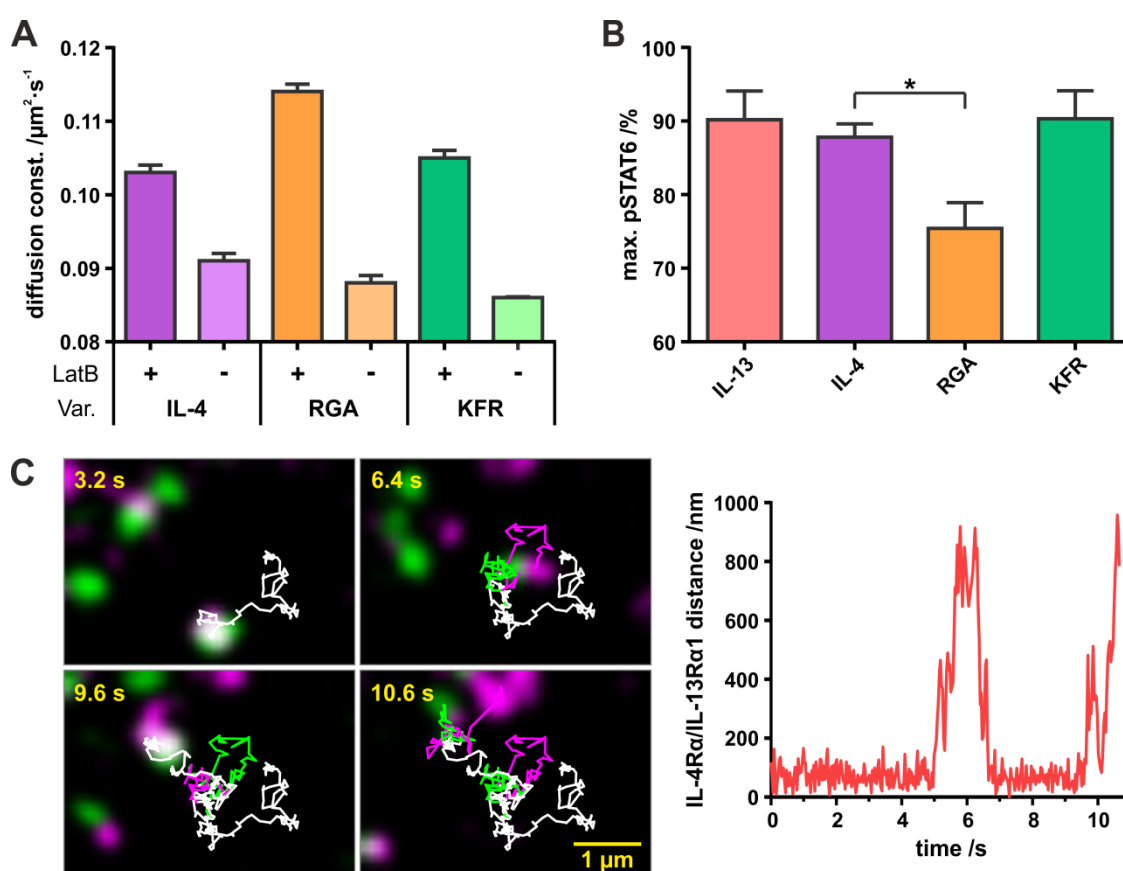 A
diffusion const. /µm²·s⁻¹
0.12
0.11
0.10
0.09
0.08
LatB + - + - + -
Var. IL-4 RGA KFR
B
max. pSTAT6 /%
100
90
80
70
60
*
IL-13 IL-4 RGA KFR
C
3.2 s 6.4 s
9.6 s 10.6 s
1 µm
IL-4Rα/IL-13Rα1 distance /nm
1000
800
600
400
200
0
0 2 4 6 8 10
time /s